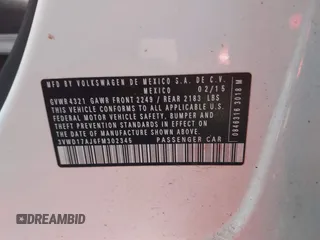 MFD BY VOLKSWAGEN DE MEXICO S.A. DE C.V.
MEXICO 02/15
GVWR 4321 GAWR FRONT 2249 / REAR 2183 LBS
THIS VEHICLE CONFORMS TO ALL APPLICABLE
FEDERAL MOTOR VEHICLE SAFETY, BUMPER AND
THEFT PREVENTION STANDARDS IN EFFECT ON
THE DATE OF MANUFACTURE SHOWN ABOVE
3VWD17AJ6FM302345 PASSENGER CAR
DREAMBID